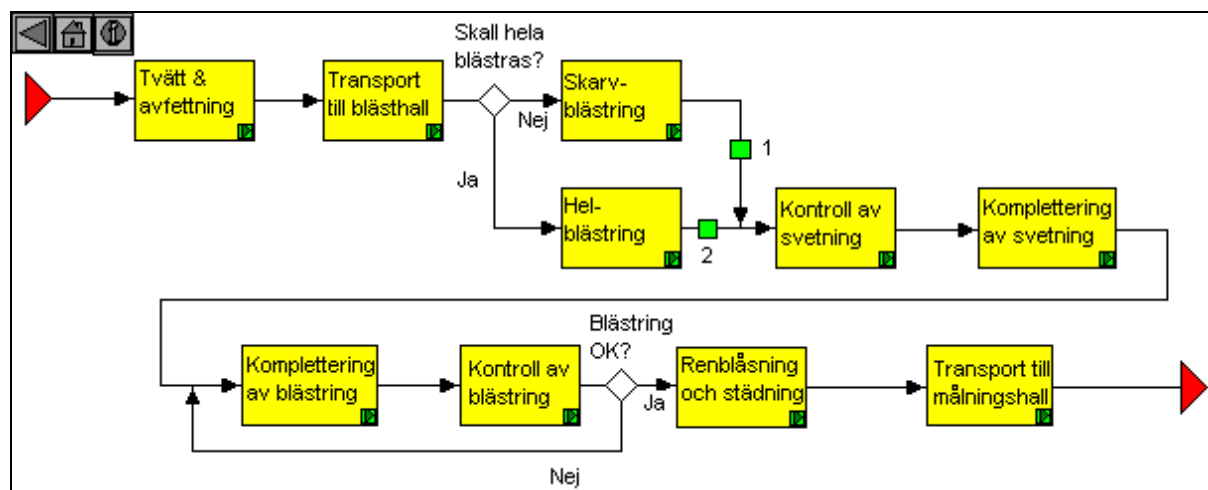 Skall hela
blästras?
Tvätt &
avfettning
Transport
till blästhall
Skarv-
blästring
Nej
1
Ja
Hel-
blästring
2
Kontroll av
svetning
Komplettering
av svetning
Blästring
OK?
Komplettering
av blästring
Kontroll av
blästring
Ja
Renblåsning
och städning
Transport till
målningshall
Nej